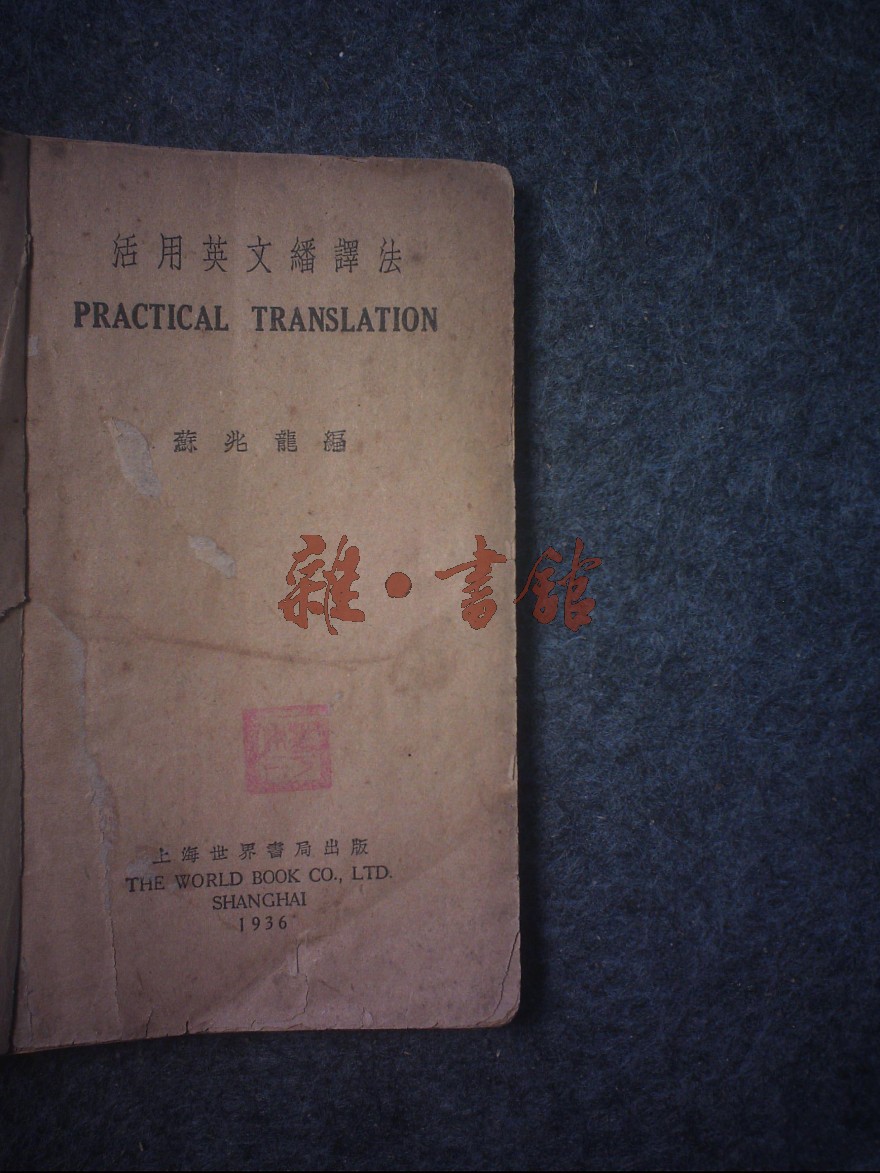 活用英文繙譯法
PRACTICAL TRANSLATION
蘇兆龍編
雜·書館
上海世界書局出版
THE WORLD BOOK CO., LTD.
SHANGHAI
1936